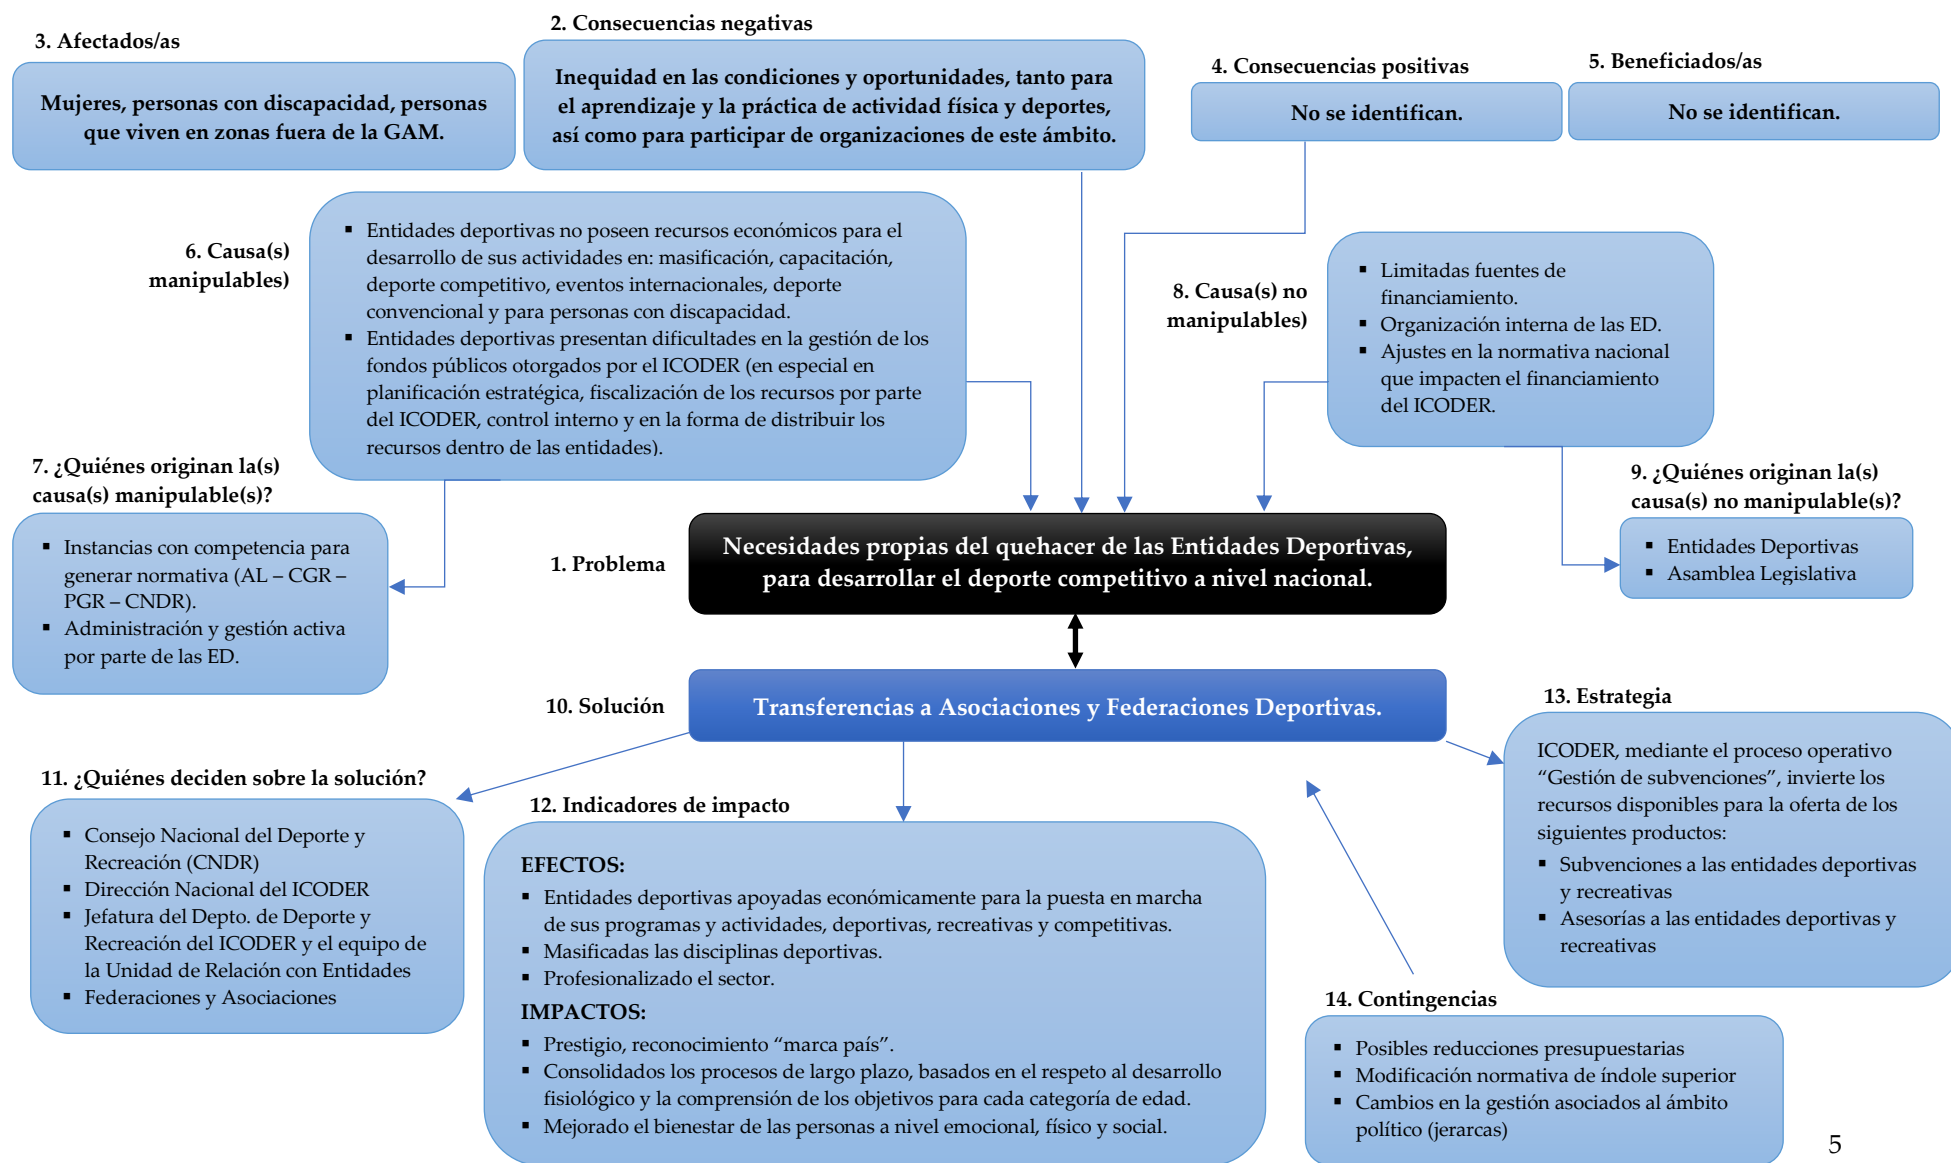 3. Afectados/as
Mujeres, personas con discapacidad, personas
que viven en zonas fuera de la GAM.
2. Consecuencias negativas
Inequidad en las condiciones y oportunidades, tanto para
el aprendizaje y la práctica de actividad física y deportes,
así como para participar de organizaciones de este ámbito.
4. Consecuencias positivas
No se identifican.
5. Beneficiados/as
No se identifican.
6. Causa(s)
manipulables)
▪ Entidades deportivas no poseen recursos económicos para el
desarrollo de sus actividades en: masificación, capacitación,
deporte competitivo, eventos internacionales, deporte
convencional y para personas con discapacidad.
▪ Entidades deportivas presentan dificultades en la gestión de los
fondos públicos otorgados por el ICODER (en especial en
planificación estratégica, fiscalización de los recursos por parte
del ICODER, control interno y en la forma de distribuir los
recursos dentro de las entidades).
8. Causa(s) no
manipulables)
▪ Limitadas fuentes de
financiamiento.
▪ Organización interna de las ED.
▪ Ajustes en la normativa nacional
que impacten el financiamiento
del ICODER.
7. ¿Quiénes originan la(s)
causa(s) manipulable(s)?
▪ Instancias con competencia para
generar normativa (AL – CGR –
PGR – CNDR).
▪ Administración y gestión activa
por parte de las ED.
9. ¿Quiénes originan la(s)
causa(s) no manipulable(s)?
▪ Entidades Deportivas
▪ Asamblea Legislativa
1. Problema
Necesidades propias del quehacer de las Entidades Deportivas,
para desarrollar el deporte competitivo a nivel nacional.
10. Solución
Transferencias a Asociaciones y Federaciones Deportivas.
11. ¿Quiénes deciden sobre la solución?
▪ Consejo Nacional del Deporte y
Recreación (CNDR)
▪ Dirección Nacional del ICODER
▪ Jefatura del Depto. de Deporte y
Recreación del ICODER y el equipo de
la Unidad de Relación con Entidades
▪ Federaciones y Asociaciones
12. Indicadores de impacto
EFECTOS:
▪ Entidades deportivas apoyadas económicamente para la puesta en marcha
de sus programas y actividades, deportivas, recreativas y competitivas.
▪ Masificadas las disciplinas deportivas.
▪ Profesionalizado el sector.
IMPACTOS:
▪ Prestigio, reconocimiento “marca país”.
▪ Consolidados los procesos de largo plazo, basados en el respeto al desarrollo
fisiológico y la comprensión de los objetivos para cada categoría de edad.
▪ Mejorado el bienestar de las personas a nivel emocional, físico y social.
13. Estrategia
ICODER, mediante el proceso operativo
“Gestión de subvenciones”, invierte los
recursos disponibles para la oferta de los
siguientes productos:
▪ Subvenciones a las entidades deportivas
y recreativas
▪ Asesorías a las entidades deportivas y
recreativas
14. Contingencias
▪ Posibles reducciones presupuestarias
▪ Modificación normativa de índole superior
▪ Cambios en la gestión asociados al ámbito
político (jerarcas)
5